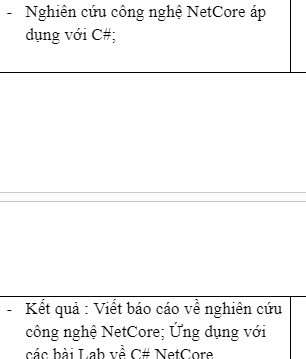 - Nghiên cứu công nghệ NetCore áp
dụng với C#;
- Kết quả : Viết báo cáo về nghiên cứu
công nghệ NetCore; Ứng dụng với
các bài Lab về C# NetCore